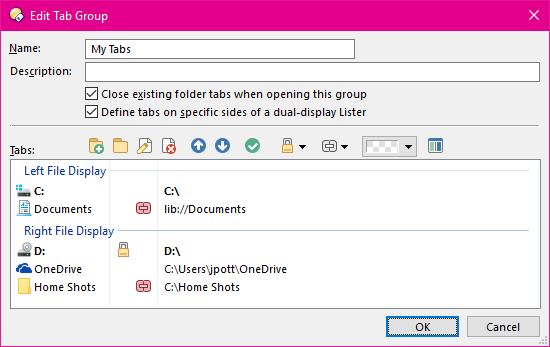 Edit Tab Group
Name: My Tabs
Description:
Close existing folder tabs when opening this group
Define tabs on specific sides of a dual-display Lister
Tabs:
Left File Display
C: C:\
Documents lib://Documents
Right File Display
D: D:\
OneDrive C:\Users\jpott\OneDrive
Home Shots C:\Home Shots
OK Cancel